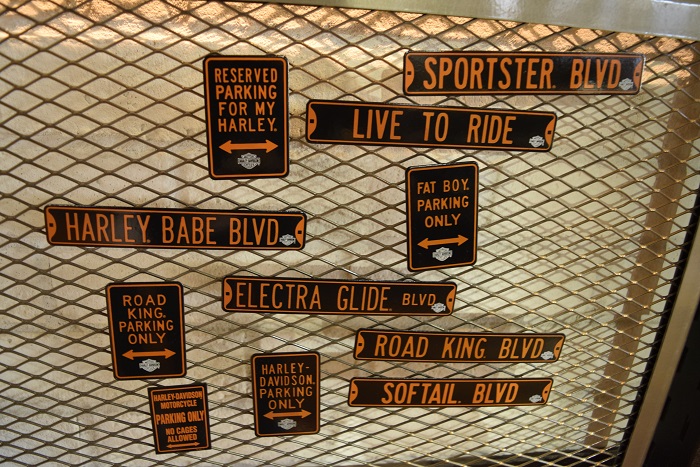 SPORTSTER BLVD.
RESERVED
PARKING
FOR MY
HARLEY.
LIVE TO RIDE
FAT BOY.
PARKING
ONLY
HARLEY BABE BLVD.
ELECTRA GLIDE BLVD.
ROAD
KING.
PARKING
ONLY
ROAD KING BLVD.
HARLEY-
DAVIDSON.
PARKING
ONLY
SOFTAIL BLVD
HARLEY-DAVIDSON
MOTORCYCLE
PARKING ONLY
NO CAGES
ALLOWED